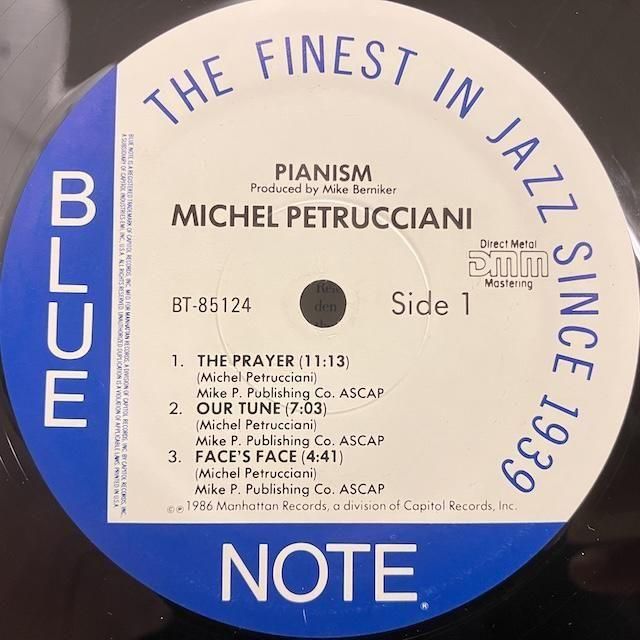 THE FINEST IN JAZZ SINCE 1939
BLUE
NOTE®
PIANISM
Produced by Mike Berniker
MICHEL PETRUCCIANI
Direct Metal
DMM
Mastering
BT-85124
Side 1
1. THE PRAYER (11:13)
(Michel Petrucciani)
Mike P. Publishing Co. ASCAP
2. OUR TUNE (7:03)
(Michel Petrucciani)
Mike P. Publishing Co. ASCAP
3. FACE'S FACE (4:41)
(Michel Petrucciani)
Mike P. Publishing Co. ASCAP
©℗1986 Manhattan Records, a division of Capitol Records, Inc.
den